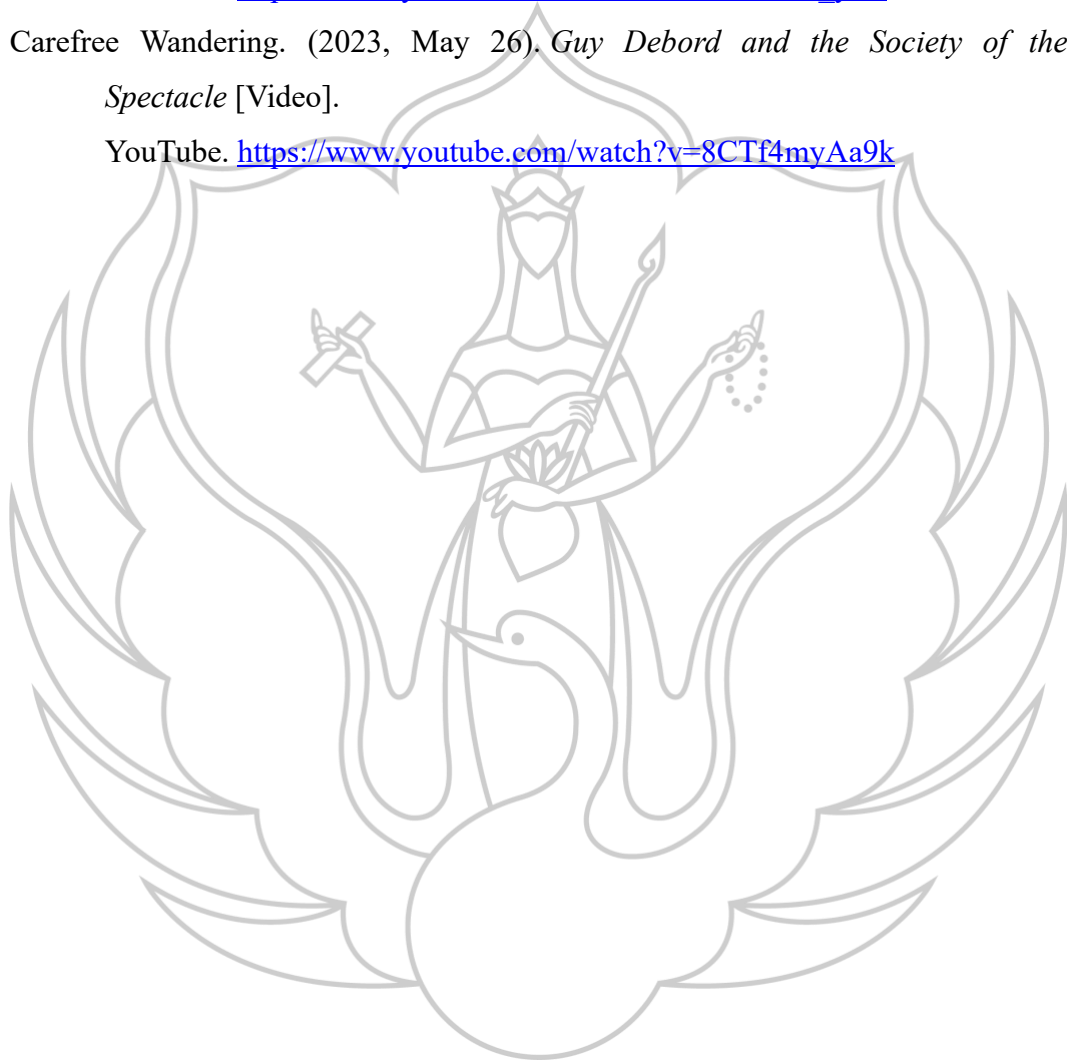 Carefree Wandering. (2023, May 26). Guy Debord and the Society of the
Spectacle [Video].
YouTube. https://www.youtube.com/watch?v=8CTf4myAa9k